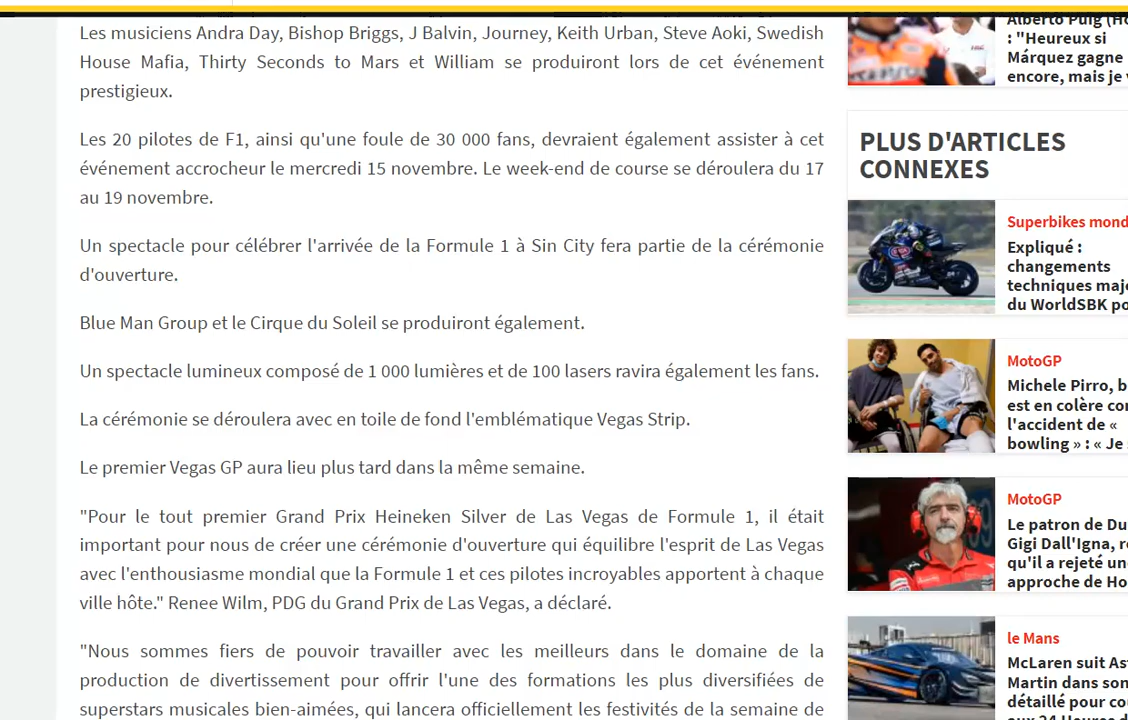 Les musiciens Andra Day, Bishop Briggs, J Balvin, Journey, Keith Urban, Steve Aoki, Swedish
House Mafia, Thirty Seconds to Mars et William se produiront lors de cet événement
prestigieux.
Les 20 pilotes de F1, ainsi qu'une foule de 30 000 fans, devraient également assister à cet
événement accrocheur le mercredi 15 novembre. Le week-end de course se déroulera du 17
au 19 novembre.
Un spectacle pour célébrer l'arrivée de la Formule 1 à Sin City fera partie de la cérémonie
d'ouverture.
Blue Man Group et le Cirque du Soleil se produiront également.
Un spectacle lumineux composé de 1 000 lumières et de 100 lasers ravira également les fans.
La cérémonie se déroulera avec en toile de fond l'emblématique Vegas Strip.
Le premier Vegas GP aura lieu plus tard dans la même semaine.
"Pour le tout premier Grand Prix Heineken Silver de Las Vegas de Formule 1, il était
important pour nous de créer une cérémonie d'ouverture qui équilibre l'esprit de Las Vegas
avec l'enthousiasme mondial que la Formule 1 et ces pilotes incroyables apportent à chaque
ville hôte." Renee Wilm, PDG du Grand Prix de Las Vegas, a déclaré.
"Nous sommes fiers de pouvoir travailler avec les meilleurs dans le domaine de la
production de divertissement pour offrir l'une des formations les plus diversifiées de
superstars musicales bien-aimées, qui lancera officiellement les festivités de la semaine de
Alberto Puig (Ho
: "Heureux si
Márquez gagne
encore, mais je
PLUS D'ARTICLES
CONNEXES
Superbikes mond
Expliqué :
changements
techniques maj
du WorldSBK po
MotoGP
Michele Pirro, b
est en colère co
l'accident de «
bowling » : « Je
MotoGP
Le patron de Du
Gigi Dall'Igna, r
qu'il a rejeté un
approche de Ho
le Mans
McLaren suit As
Martin dans son
détaillé pour co
aux 24 Heures d